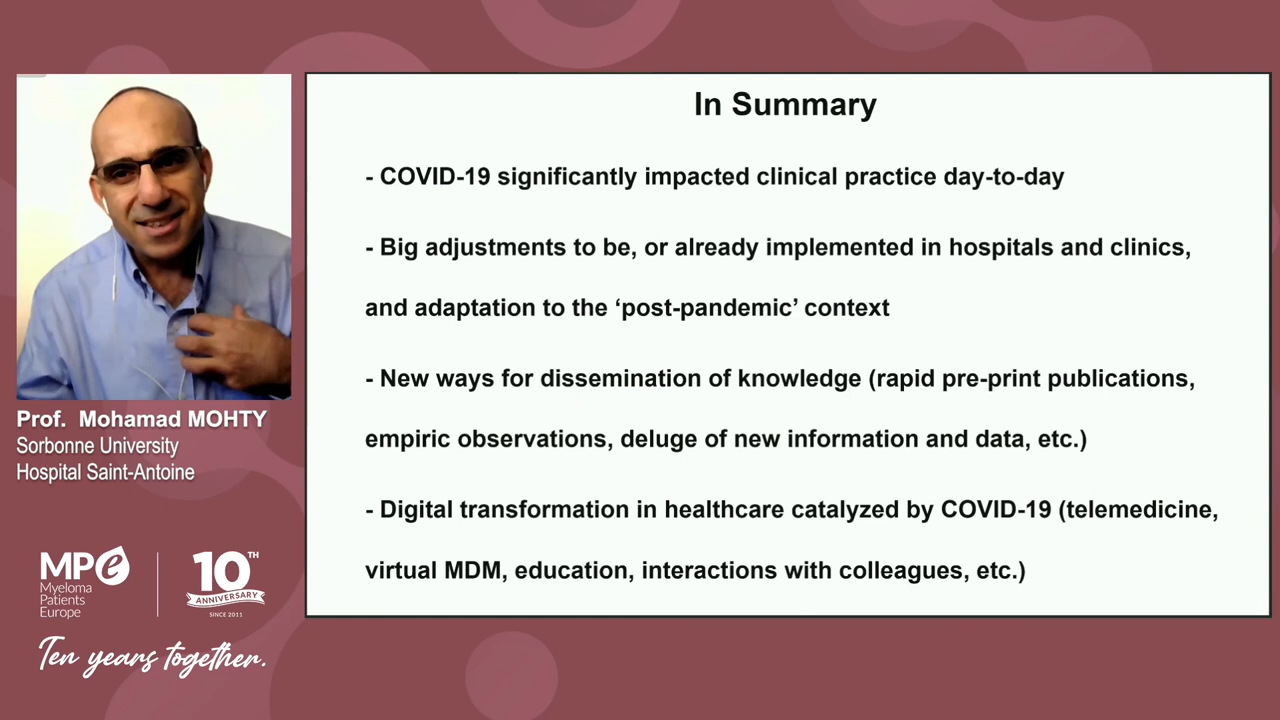 In Summary
- COVID-19 significantly impacted clinical practice day-to-day
- Big adjustments to be, or already implemented in hospitals and clinics,
and adaptation to the ‘post-pandemic’ context
- New ways for dissemination of knowledge (rapid pre-print publications,
empiric observations, deluge of new information and data, etc.)
- Digital transformation in healthcare catalyzed by COVID-19 (telemedicine,
virtual MDM, education, interactions with colleagues, etc.)
Prof. Mohamad MOHTY
Sorbonne University
Hospital Saint-Antoine
MPe
Myeloma
Patients
Europe
10TH
ANNIVERSARY
SINCE 2011
Ten years together.